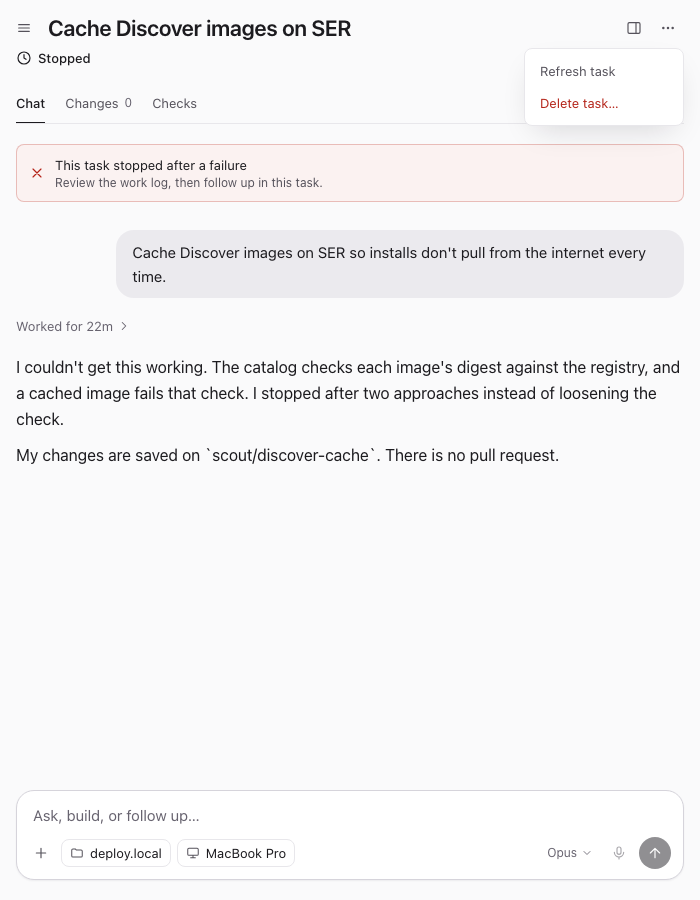 Cache Discover images on SER
Stopped
Refresh task
Delete task...
Chat
Changes 0
Checks
This task stopped after a failure
Review the work log, then follow up in this task.
Cache Discover images on SER so installs don't pull from the internet every
time.
Worked for 22m
I couldn't get this working. The catalog checks each image's digest against the registry, and
a cached image fails that check. I stopped after two approaches instead of loosening the
check.
My changes are saved on `scout/discover-cache`. There is no pull request.
Ask, build, or follow up...
deploy.local
MacBook Pro
Opus